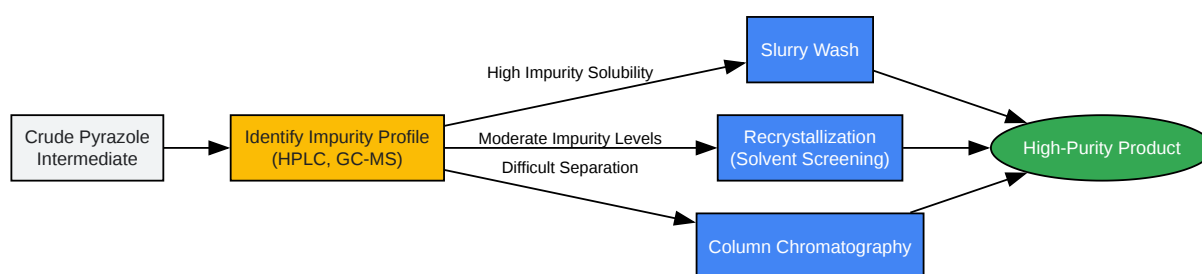 Crude Pyrazole
Intermediate
Identify Impurity Profile
(HPLC, GC-MS)
High Impurity Solubility
Moderate Impurity Levels
Difficult Separation
Slurry Wash
Recrystallization
(Solvent Screening)
Column Chromatography
High-Purity Product